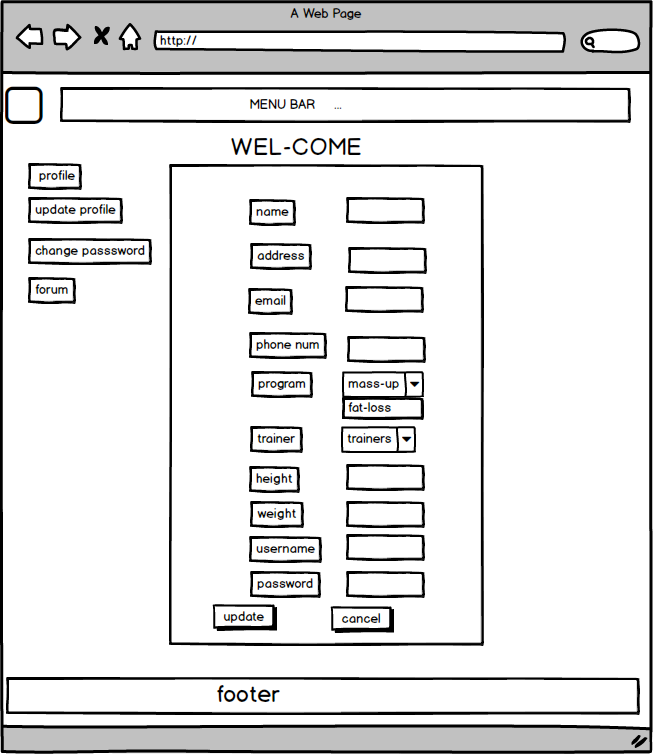 A Web Page
http://
MENU BAR ...
WEL-COME
profile
update profile
change passsword
forum
name
address
email
phone num
program mass-up
fat-loss
trainer trainers
height
weight
username
password
update cancel
footer